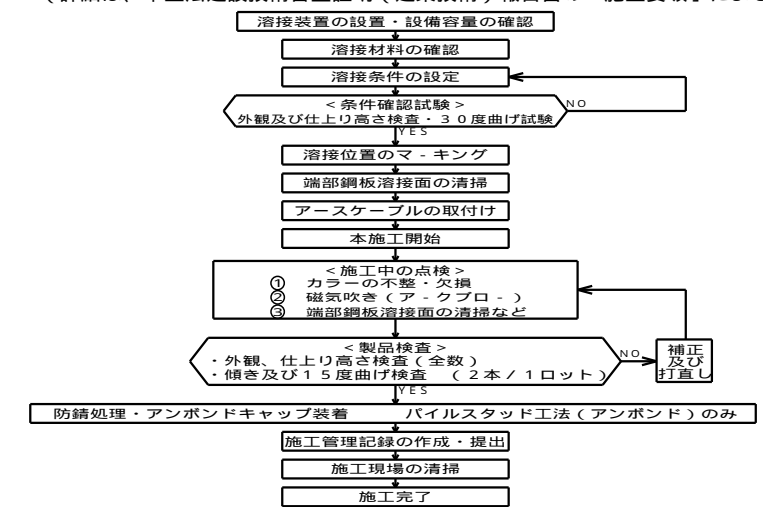 溶接装置の設置・設備容量の確認
溶接材料の確認
溶接条件の設定
<条件確認試験>
NO
外観及び仕上り高さ検査・30度曲げ試験
YES
溶接位置のマ-キング
端部鋼板溶接面の清掃
アースケーブルの取付け
本施工開始
<施工中の点検>
① カラーの不整・欠損
② 磁気吹き(ア-クブロ-)
③ 端部鋼板溶接面の清掃など
<製品検査>
・外観、仕上り高さ検査(全数)
・傾き及び15度曲げ検査 (2本/1ロット)
NO
補正
及び
打直し
YES
防錆処理・アンボンドキャップ装着 パイルスタッド工法(アンボンド)のみ
施工管理記録の作成・提出
施工現場の清掃
施工完了